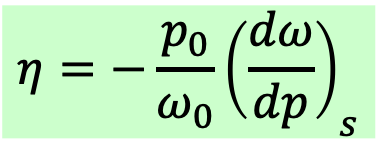 η = − p₀/ω₀ (dω/dp)ₛ